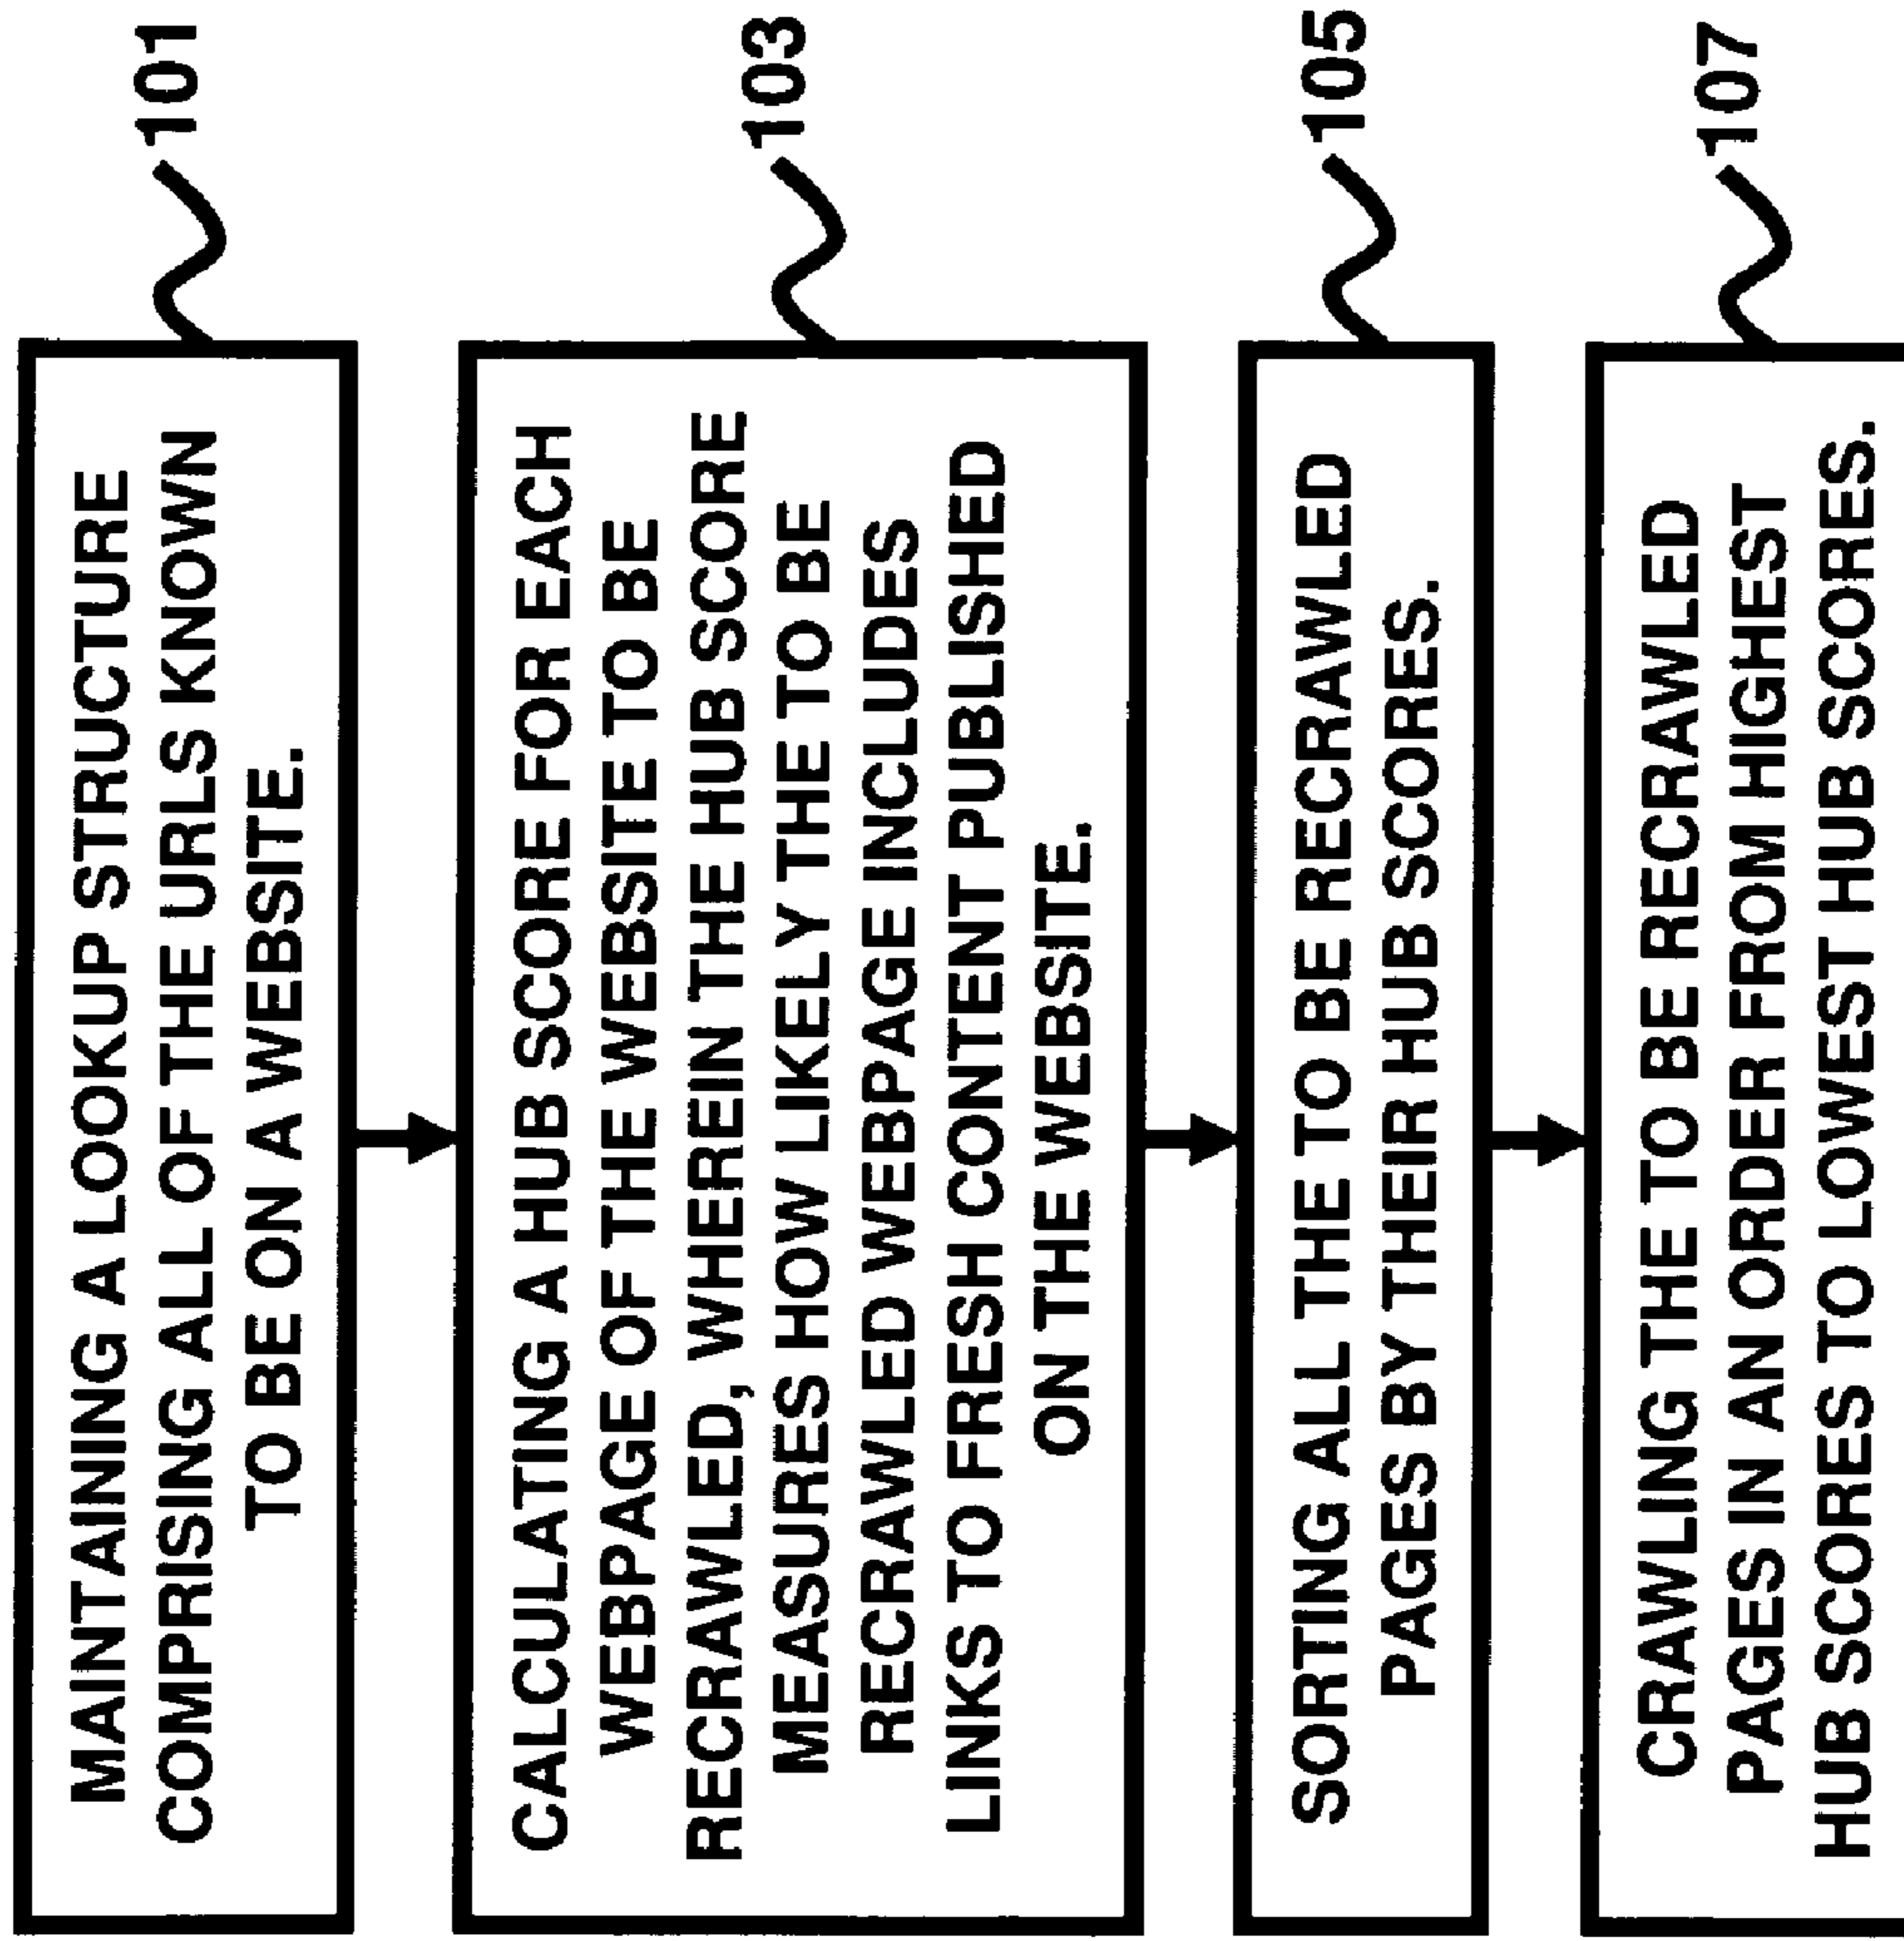 MAINTAINING A LOOKUP STRUCTURE
COMPRISING ALL OF THE URLS KNOWN
TO BE ON A WEBSITE.
101
CALCULATING A HUB SCORE FOR EACH
WEBPAGE OF THE WEBSITE TO BE
RECRAWLED, WHEREIN THE HUB SCORE
MEASURES HOW LIKELY THE TO BE
RECRAWLED WEBPAGE INCLUDES
LINKS TO FRESH CONTENT PUBLISHED
ON THE WEBSITE.
103
SORTING ALL THE TO BE RECRAWLED
PAGES BY THEIR HUB SCORES.
105
CRAWLING THE TO BE RECRAWLED
PAGES IN AN ORDER FROM HIGHEST
HUB SCORES TO LOWEST HUB SCORES.
107